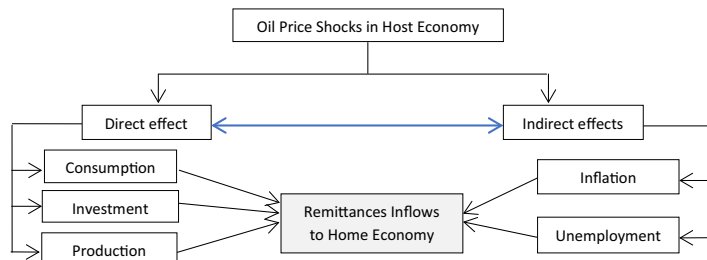 Oil Price Shocks in Host Economy
Direct effect
Indirect effects
Consumption
Investment
Production
Remittances Inflows
to Home Economy
Inflation
Unemployment